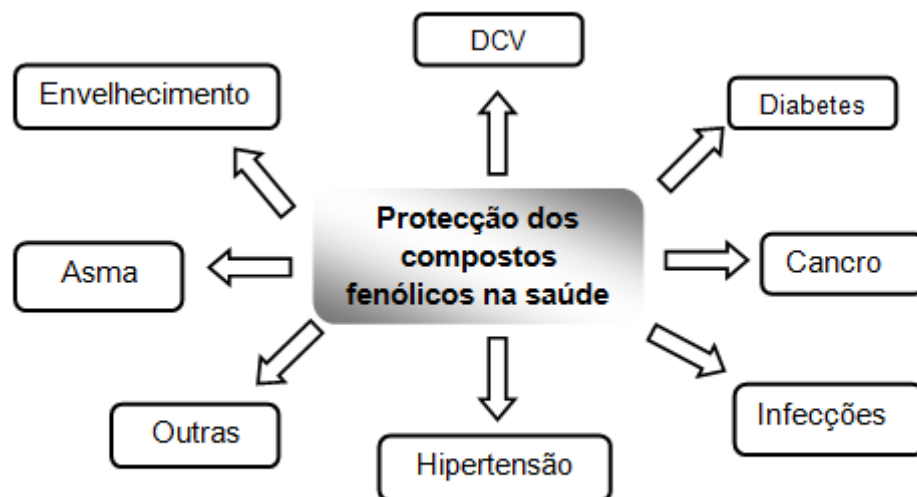 DCV
Envelhecimento
Diabetes
Protecção dos
compostos
fenólicos na saúde
Asma
Cancro
Outras
Hipertensão
Infecções